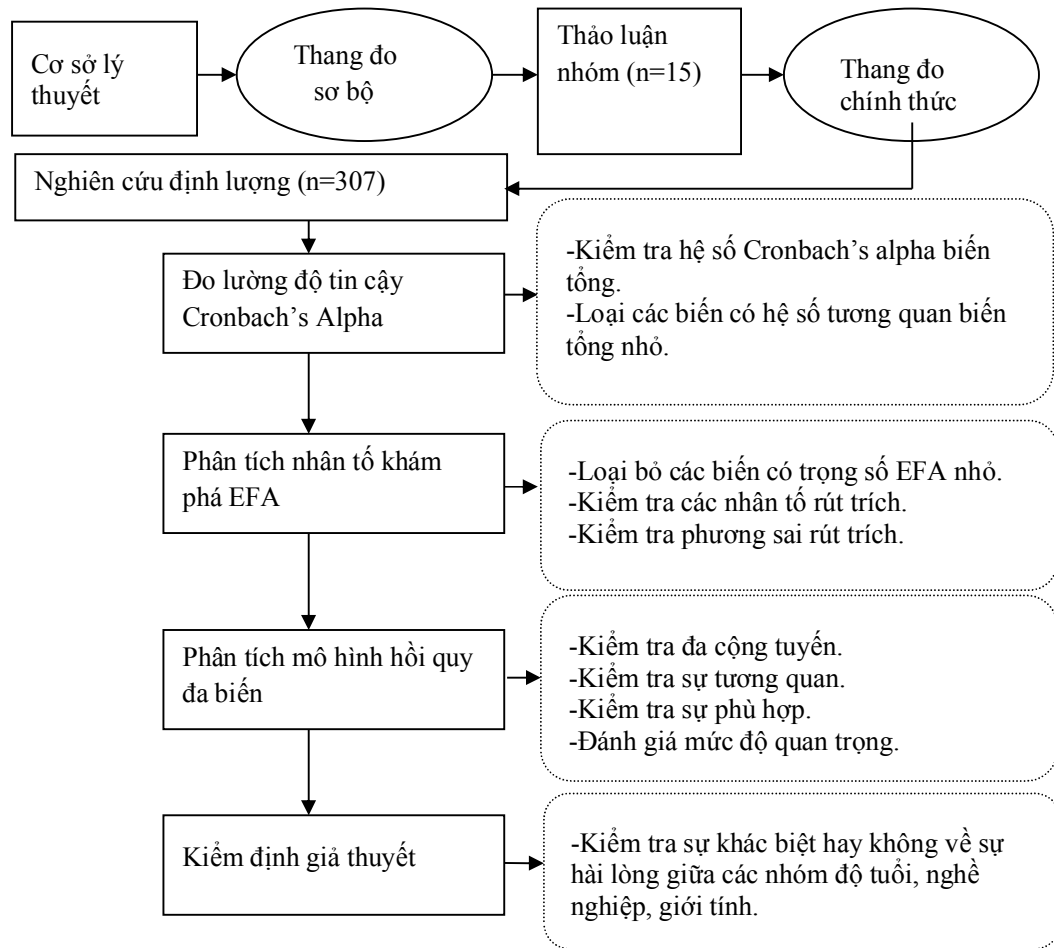 Cơ sở lý
thuyết
Thang đo
sơ bộ
Thảo luận
nhóm (n=15)
Thang đo
chính thức
Nghiên cứu định lượng (n=307)
Đo lường độ tin cậy
Cronbach’s Alpha
-Kiểm tra hệ số Cronbach’s alpha biến
tổng.
-Loại các biến có hệ số tương quan biến
tổng nhỏ.
Phân tích nhân tố khám
phá EFA
-Loại bỏ các biến có trọng số EFA nhỏ.
-Kiểm tra các nhân tố rút trích.
-Kiểm tra phương sai rút trích.
Phân tích mô hình hồi quy
đa biến
-Kiểm tra đa cộng tuyến.
-Kiểm tra sự tương quan.
-Kiểm tra sự phù hợp.
-Đánh giá mức độ quan trọng.
Kiểm định giả thuyết
-Kiểm tra sự khác biệt hay không về sự
hài lòng giữa các nhóm độ tuổi, nghề
nghiệp, giới tính.